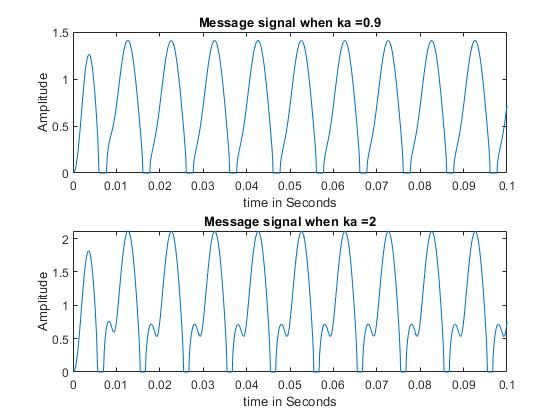 Message signal when ka =0.9
1.5
1
0.5
0
Amplitude
0 0.01 0.02 0.03 0.04 0.05 0.06 0.07 0.08 0.09 0.1
time in Seconds
Message signal when ka =2
2
1.5
1
0.5
0
Amplitude
0 0.01 0.02 0.03 0.04 0.05 0.06 0.07 0.08 0.09 0.1
time in Seconds